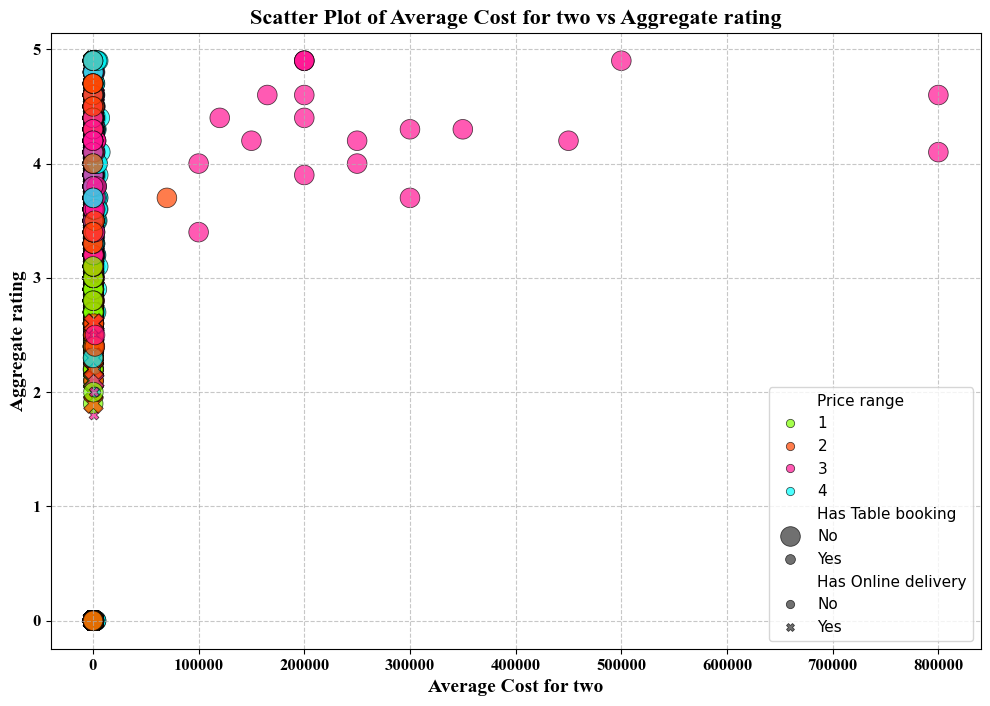 Scatter Plot of Average Cost for two vs Aggregate rating
5
4
3
2
1
0
Aggregate rating
Price range
1
2
3
4
Has Table booking
No
Yes
Has Online delivery
No
Yes
0 100000 200000 300000 400000 500000 600000 700000 800000
Average Cost for two